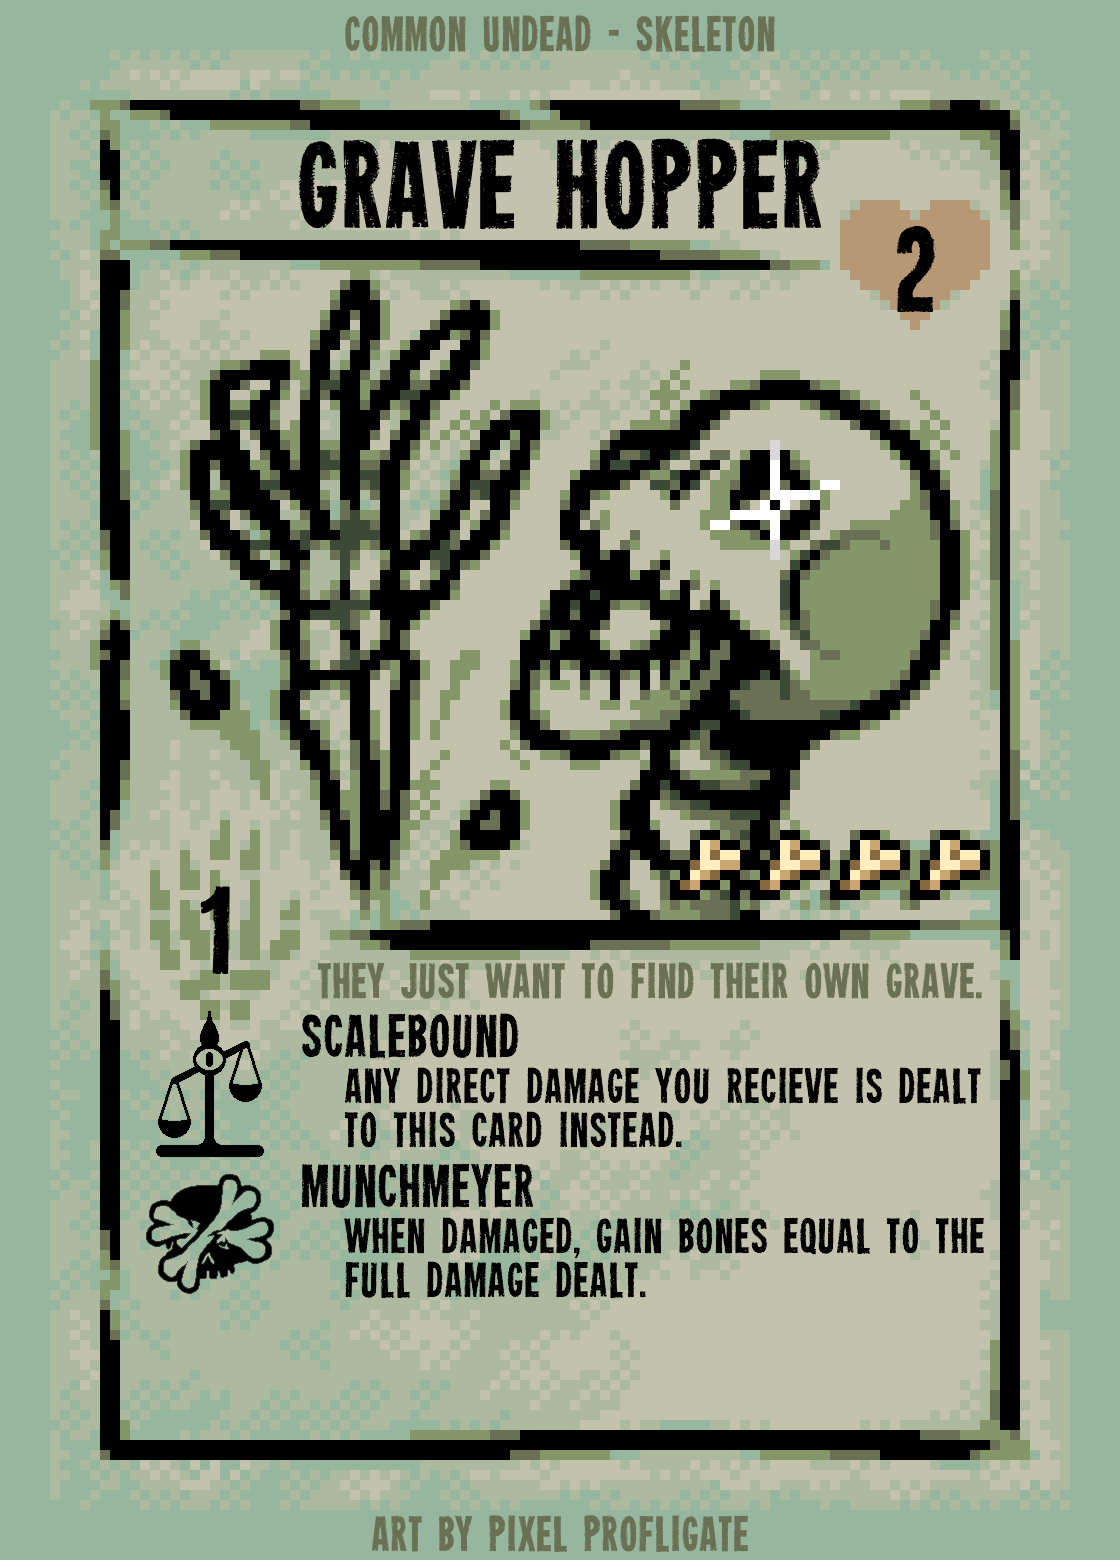 COMMON UNDEAD - SKELETON
GRAVE HOPPER
2
1
THEY JUST WANT TO FIND THEIR OWN GRAVE.
SCALEBOUND
ANY DIRECT DAMAGE YOU RECIEVE IS DEALT
TO THIS CARD INSTEAD.
MUNCHMEYER
WHEN DAMAGED, GAIN BONES EQUAL TO THE
FULL DAMAGE DEALT.
ART BY PIXEL PROFLIGATE